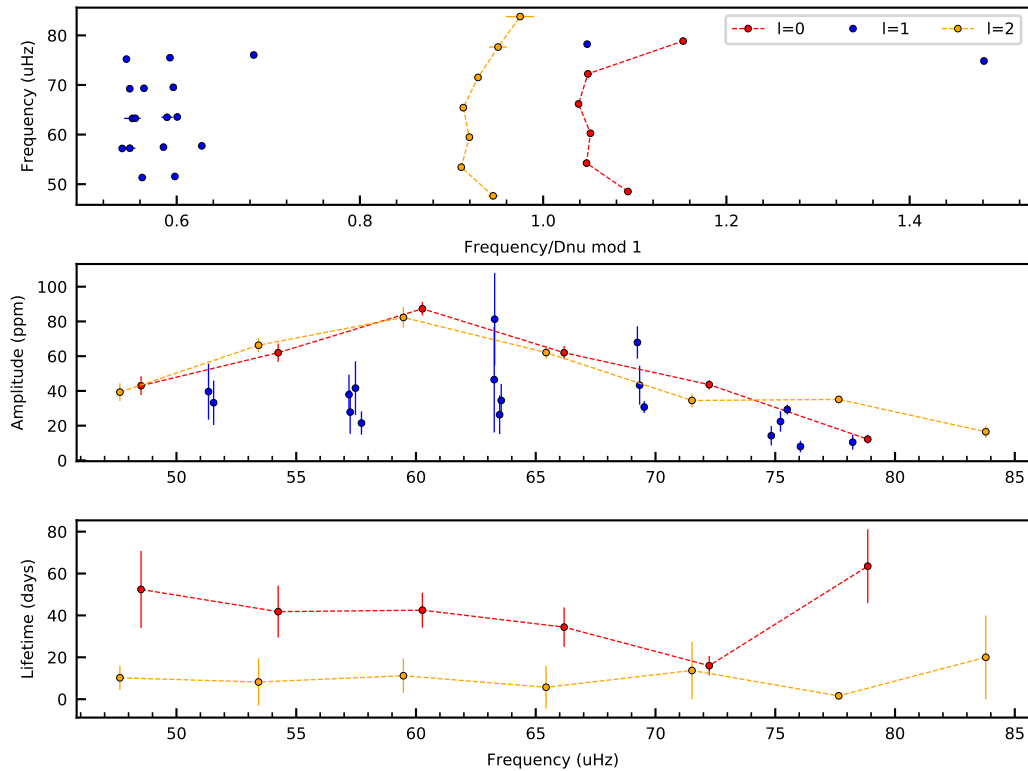 l=0 l=1 l=2
80
70
60
50
Frequency (uHz)
0.6 0.8 1.0 1.2 1.4
Frequency/Dnu mod 1
100
80
60
40
20
0
Amplitude (ppm)
50 55 60 65 70 75 80 85
80
60
40
20
0
Lifetime (days)
50 55 60 65 70 75 80 85
Frequency (uHz)